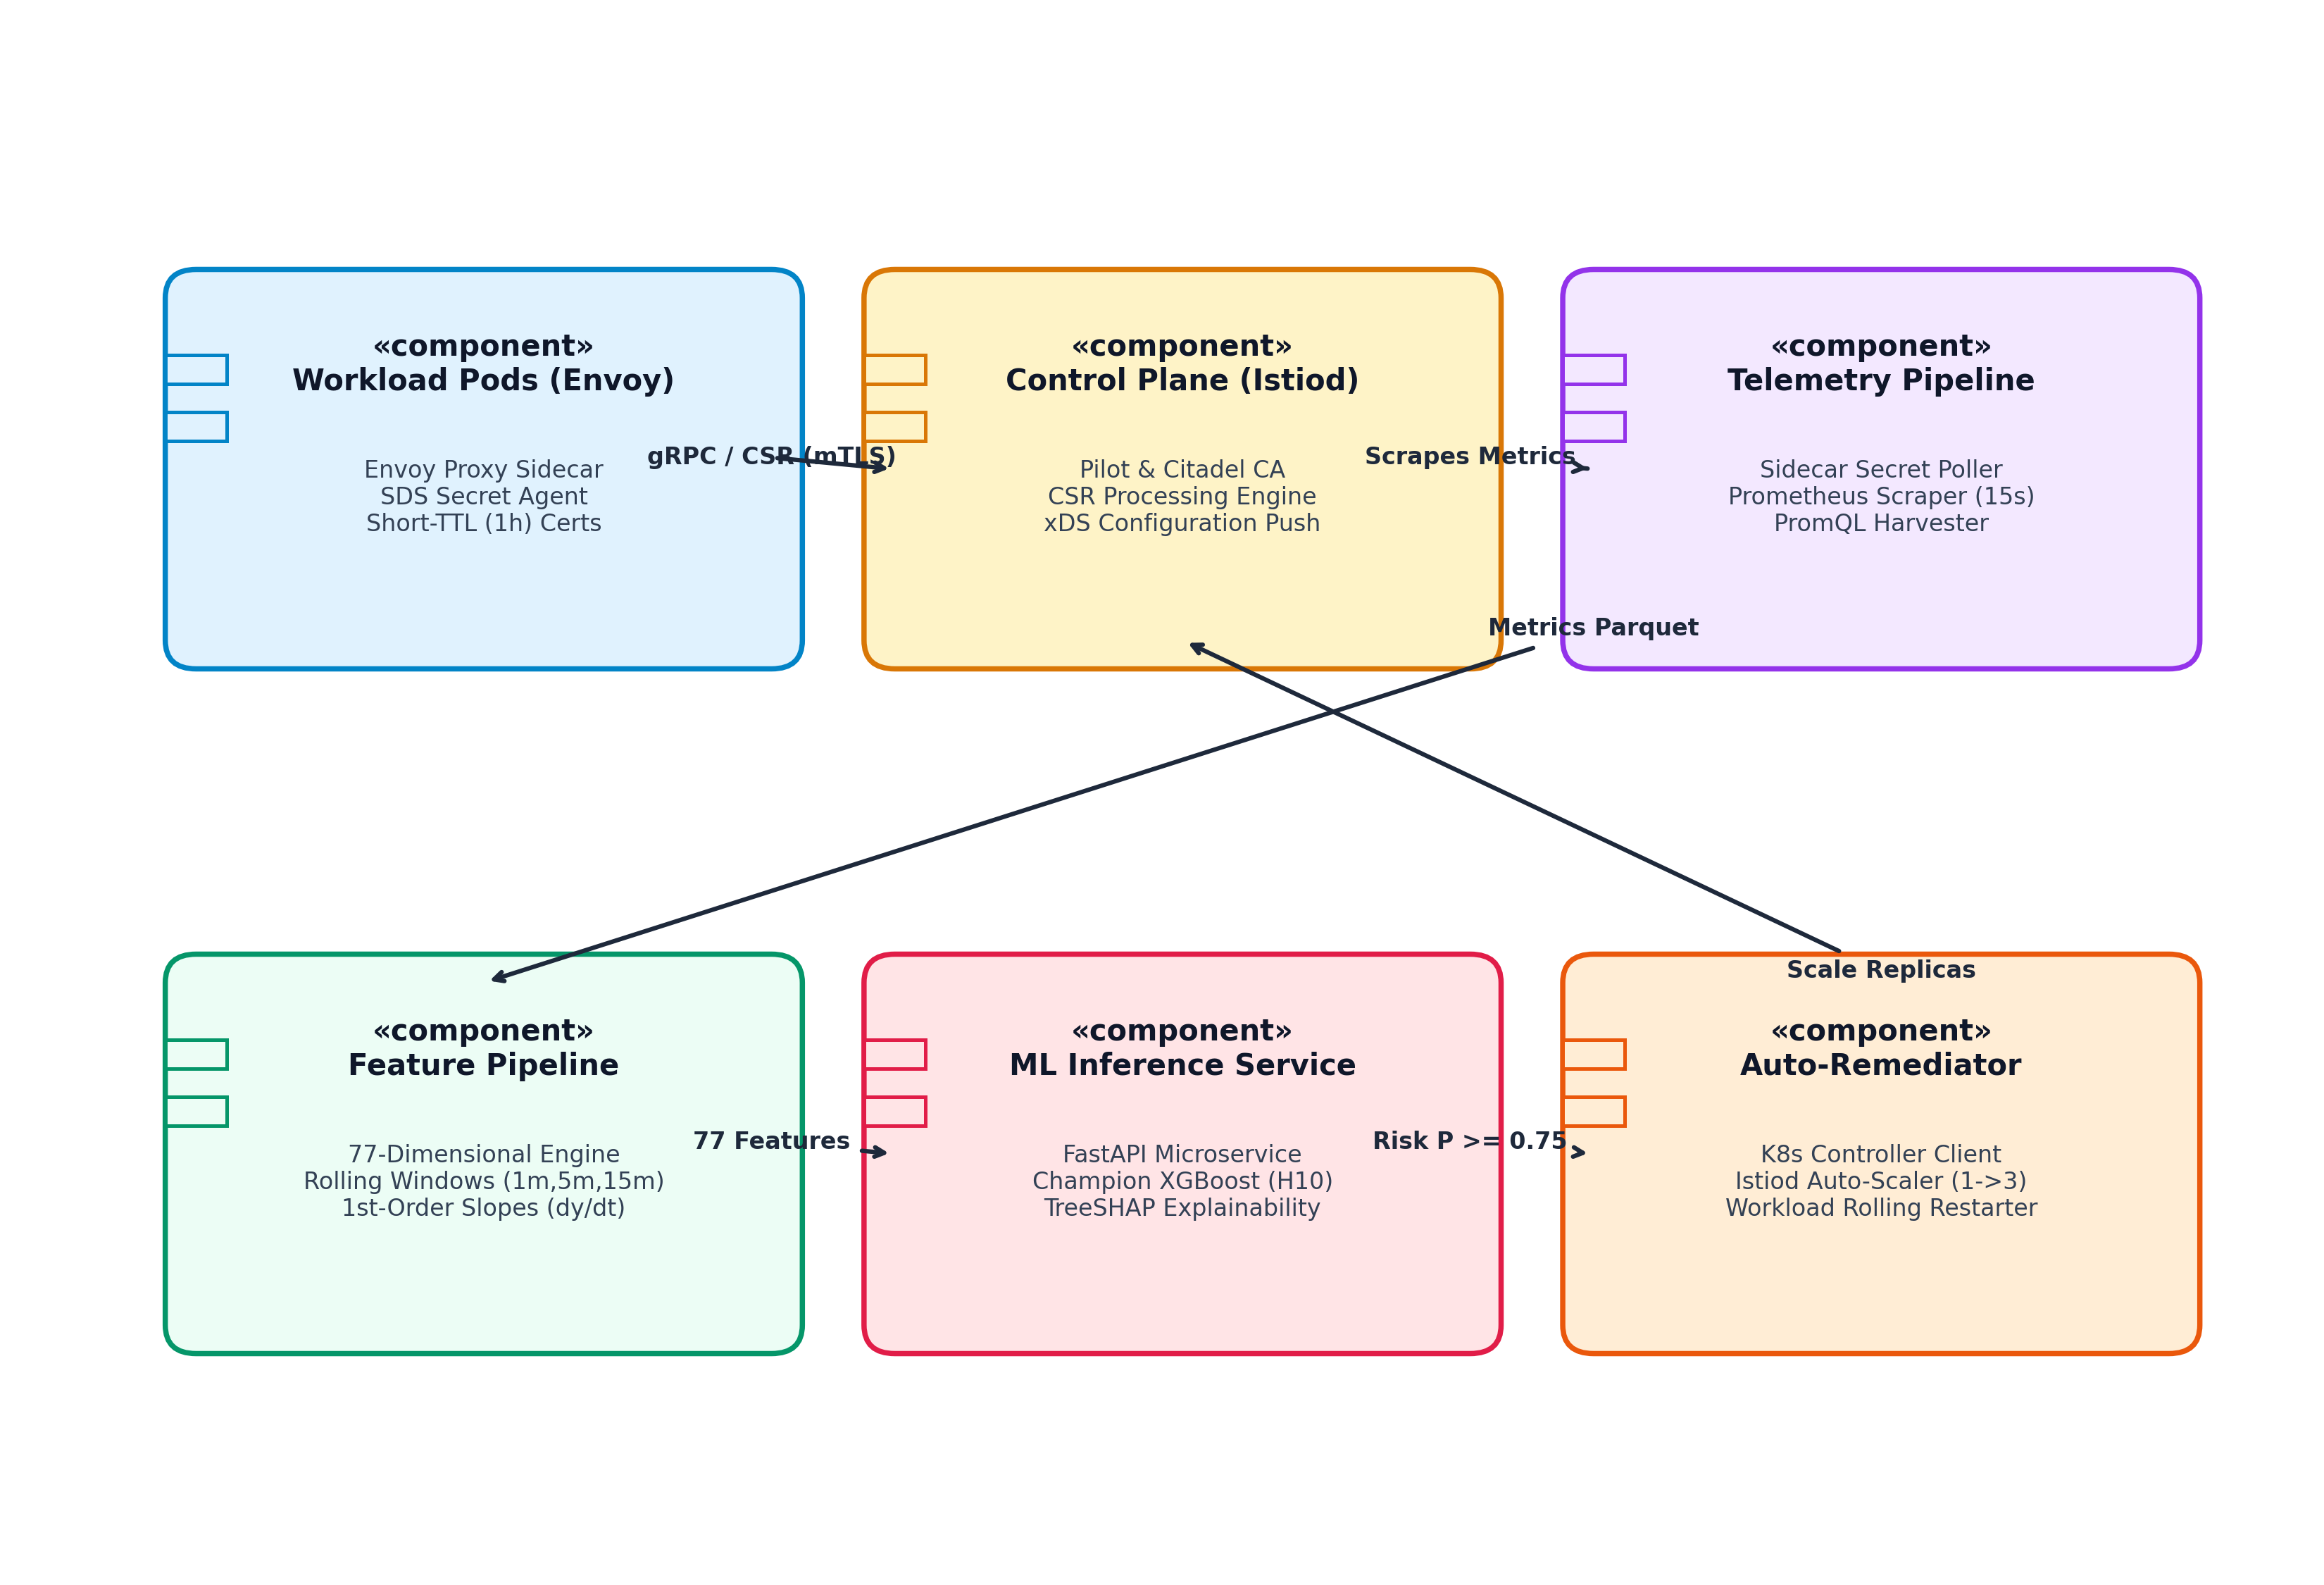 «component»
Workload Pods (Envoy)
Envoy Proxy Sidecar
SDS Secret Agent
Short-TTL (1h) Certs
gRPC / CSR (mTLS)
«component»
Control Plane (Istiod)
Pilot & Citadel CA
CSR Processing Engine
xDS Configuration Push
Scrapes Metrics
«component»
Telemetry Pipeline
Sidecar Secret Poller
Prometheus Scraper (15s)
PromQL Harvester
Metrics Parquet
«component»
Feature Pipeline
77-Dimensional Engine
Rolling Windows (1m,5m,15m)
1st-Order Slopes (dy/dt)
77 Features
«component»
ML Inference Service
FastAPI Microservice
Champion XGBoost (H10)
TreeSHAP Explainability
Risk P >= 0.75
Scale Replicas
«component»
Auto-Remediator
K8s Controller Client
Istiod Auto-Scaler (1->3)
Workload Rolling Restarter